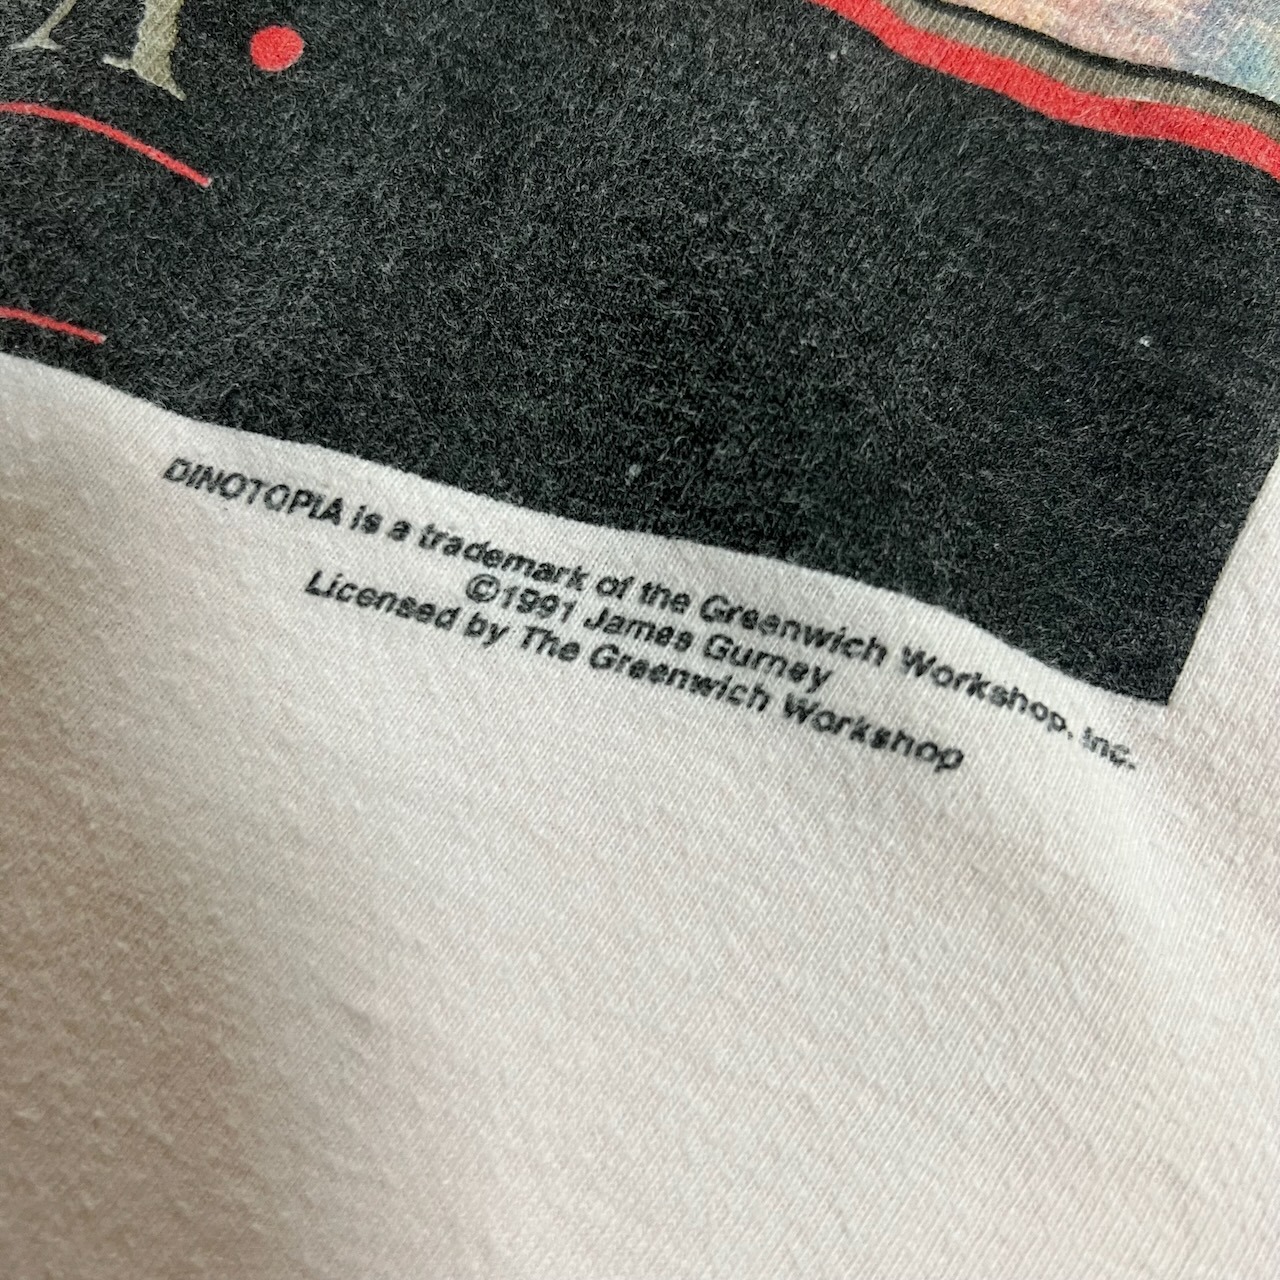 A •
DINOTOPIA is a trademark of the Greenwich Workshop, Inc.
©1991 James Gurney
Licensed by The Greenwich Workshop